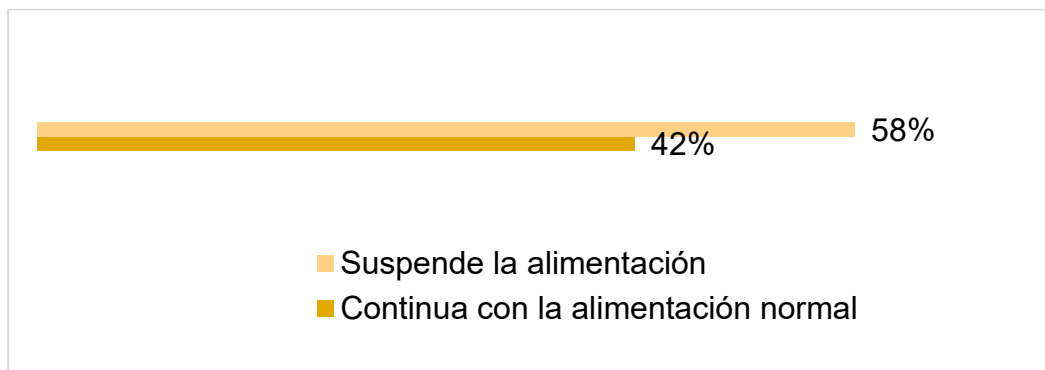 58%
42%
Suspende la alimentación
Continua con la alimentación normal